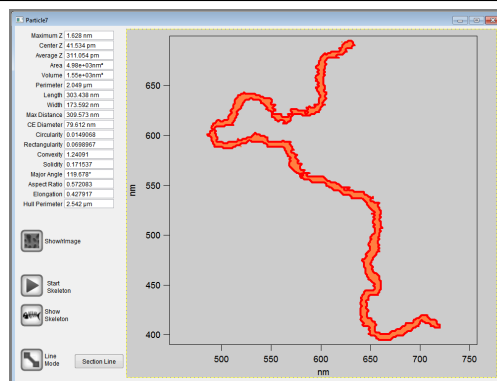 Particle7
Maximum Z 1.628 nm
Center Z 41.534 pm
Average Z 311.054 pm
Area 4.98e+03nm²
Volume 1.55e+03nm³
Perimeter 2.049 µm
Length 303.438 nm
Width 173.592 nm
Max Distance 309.573 nm
CE Diameter 79.612 nm
Circularity 0.0149068
Rectangularity 0.0698967
Convexity 1.24091
Solidity 0.171537
Major Angle 119.678°
Aspect Ratio 0.572083
Elongation 0.427917
Hull Perimeter 2.542 µm
ShowrImage
Start
Skeleton
Show
Skeleton
Line
Mode
Section Line
650
600
550
500
450
400
nm
500 550 600 650 700 750
nm